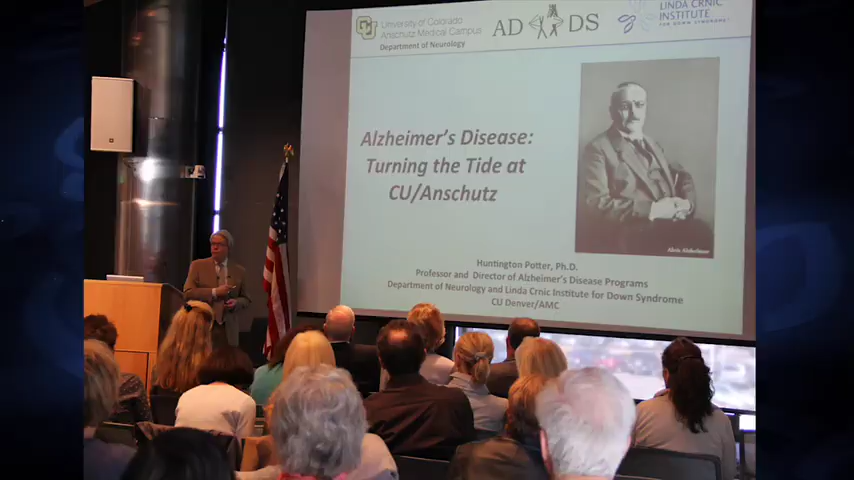 University of Colorado
Anschutz Medical Campus
Department of Neurology
AD DS
LINDA CRNIC
INSTITUTE
FOR DOWN SYNDROME
Alzheimer's Disease:
Turning the Tide at
CU/Anschutz
Alois Alzheimer
Huntington Potter, Ph.D.
Professor and Director of Alzheimer's Disease Programs
Department of Neurology and Linda Crnic Institute for Down Syndrome
CU Denver/AMC